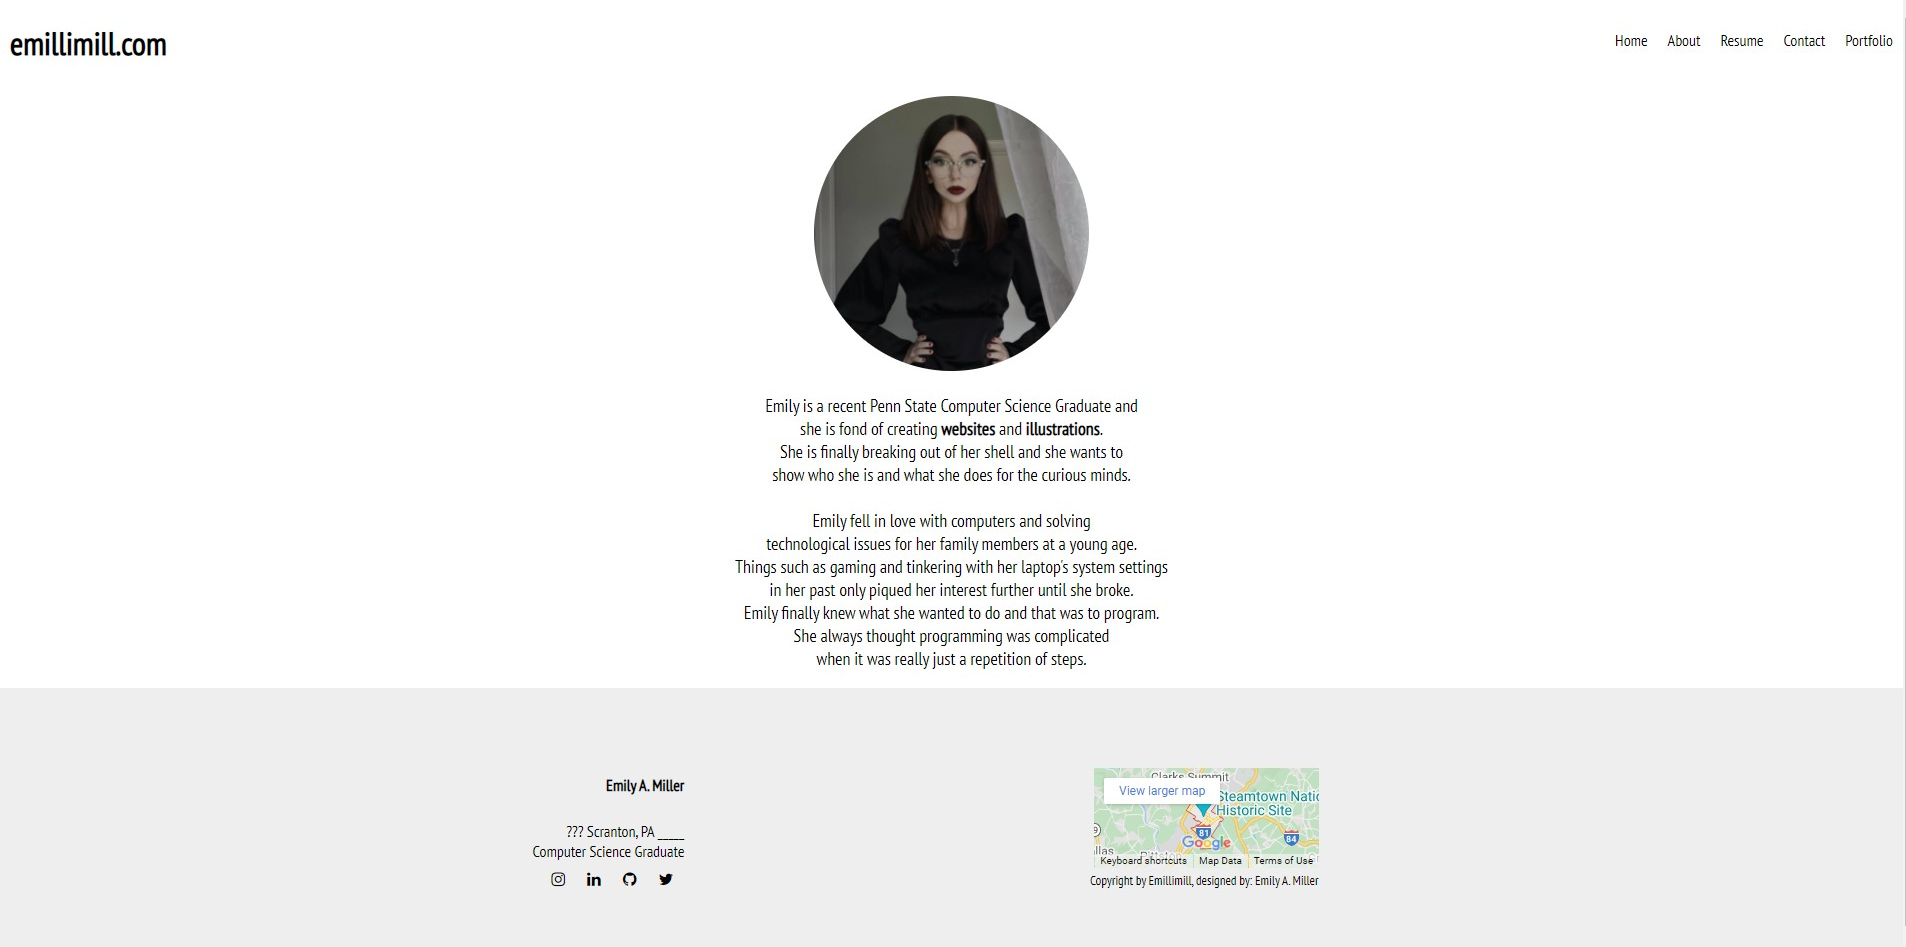 emillimill.com
Home About Resume Contact Portfolio
Emily is a recent Penn State Computer Science Graduate and
she is fond of creating websites and illustrations.
She is finally breaking out of her shell and she wants to
show who she is and what she does for the curious minds.
Emily fell in love with computers and solving
technological issues for her family members at a young age.
Things such as gaming and tinkering with her laptop's system settings
in her past only piqued her interest further until she broke.
Emily finally knew what she wanted to do and that was to program.
She always thought programming was complicated
when it was really just a repetition of steps.
Emily A. Miller
??? Scranton, PA _____
Computer Science Graduate
in
Clarks Summit
View larger map
Steamtown Natio
Historic Site
9
81
84
Google
llas
Keyboard shortcuts Map Data Terms of Use
Copyright by Emillimill, designed by: Emily A. Miller